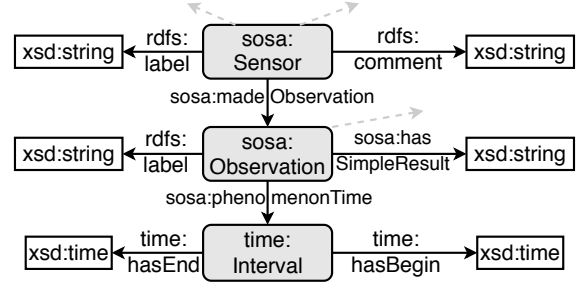 xsd:string
rdfs:
label
sosa:
Sensor
rdfs:
comment
xsd:string
sosa:madeObservation
xsd:string
rdfs:
label
sosa:
Observation
sosa:has
SimpleResult
xsd:string
sosa:phenomenonTime
xsd:time
time:
hasEnd
time:
Interval
time:
hasBegin
xsd:time